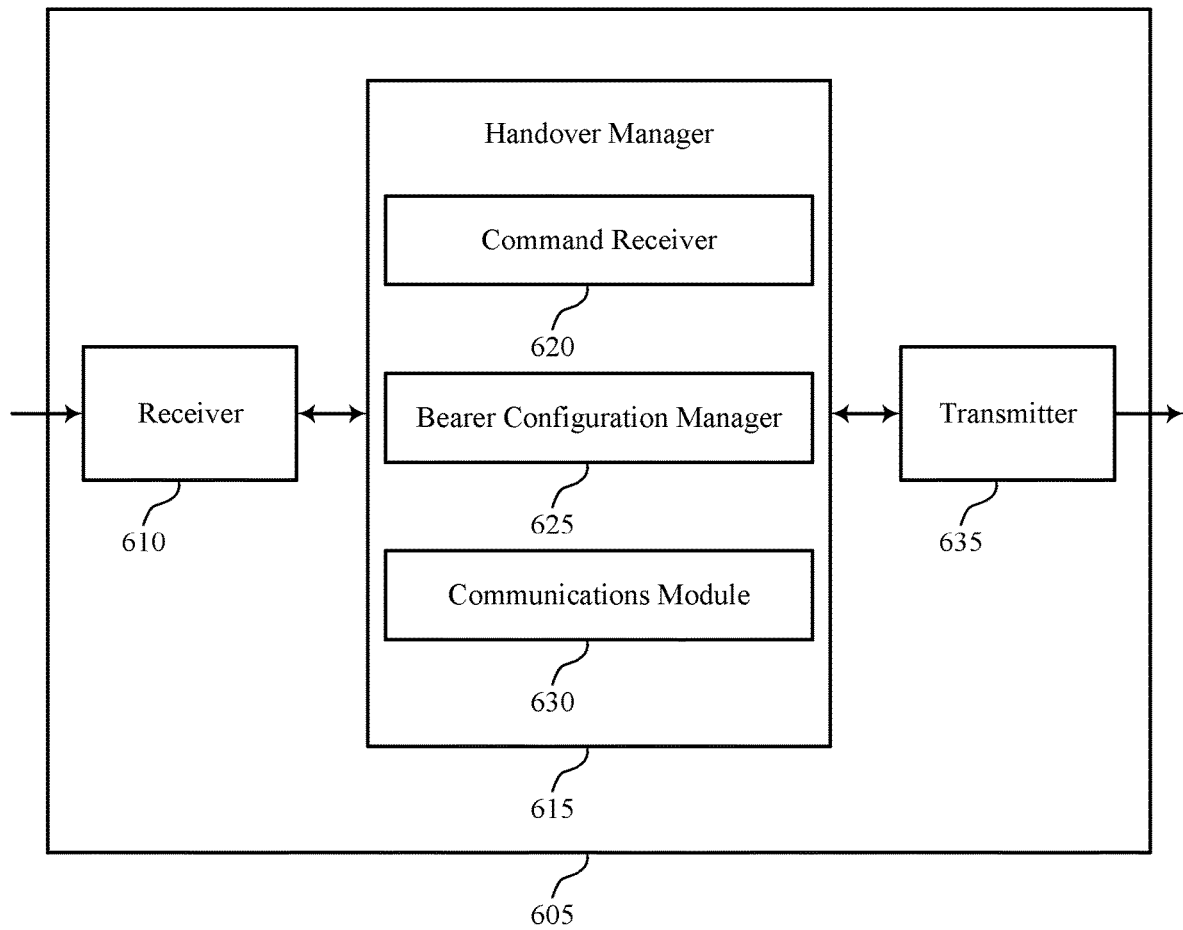 Handover Manager
Command Receiver
620
Receiver
610
Bearer Configuration Manager
625
Transmitter
635
Communications Module
630
615
605